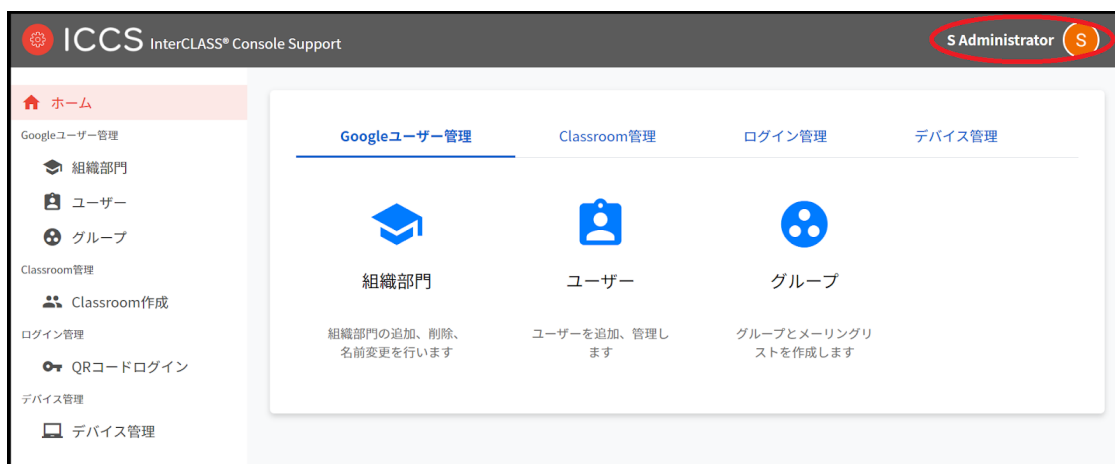 ICCS InterCLASS® Console Support
S Administrator S
ホーム
Googleユーザー管理
組織部門
ユーザー
グループ
Classroom管理
Classroom作成
ログイン管理
QRコードログイン
デバイス管理
デバイス管理
Googleユーザー管理 Classroom管理 ログイン管理 デバイス管理
組織部門
組織部門の追加、削除、
名前変更を行います
ユーザー
ユーザーを追加、管理し
ます
グループ
グループとメーリングリ
ストを作成します